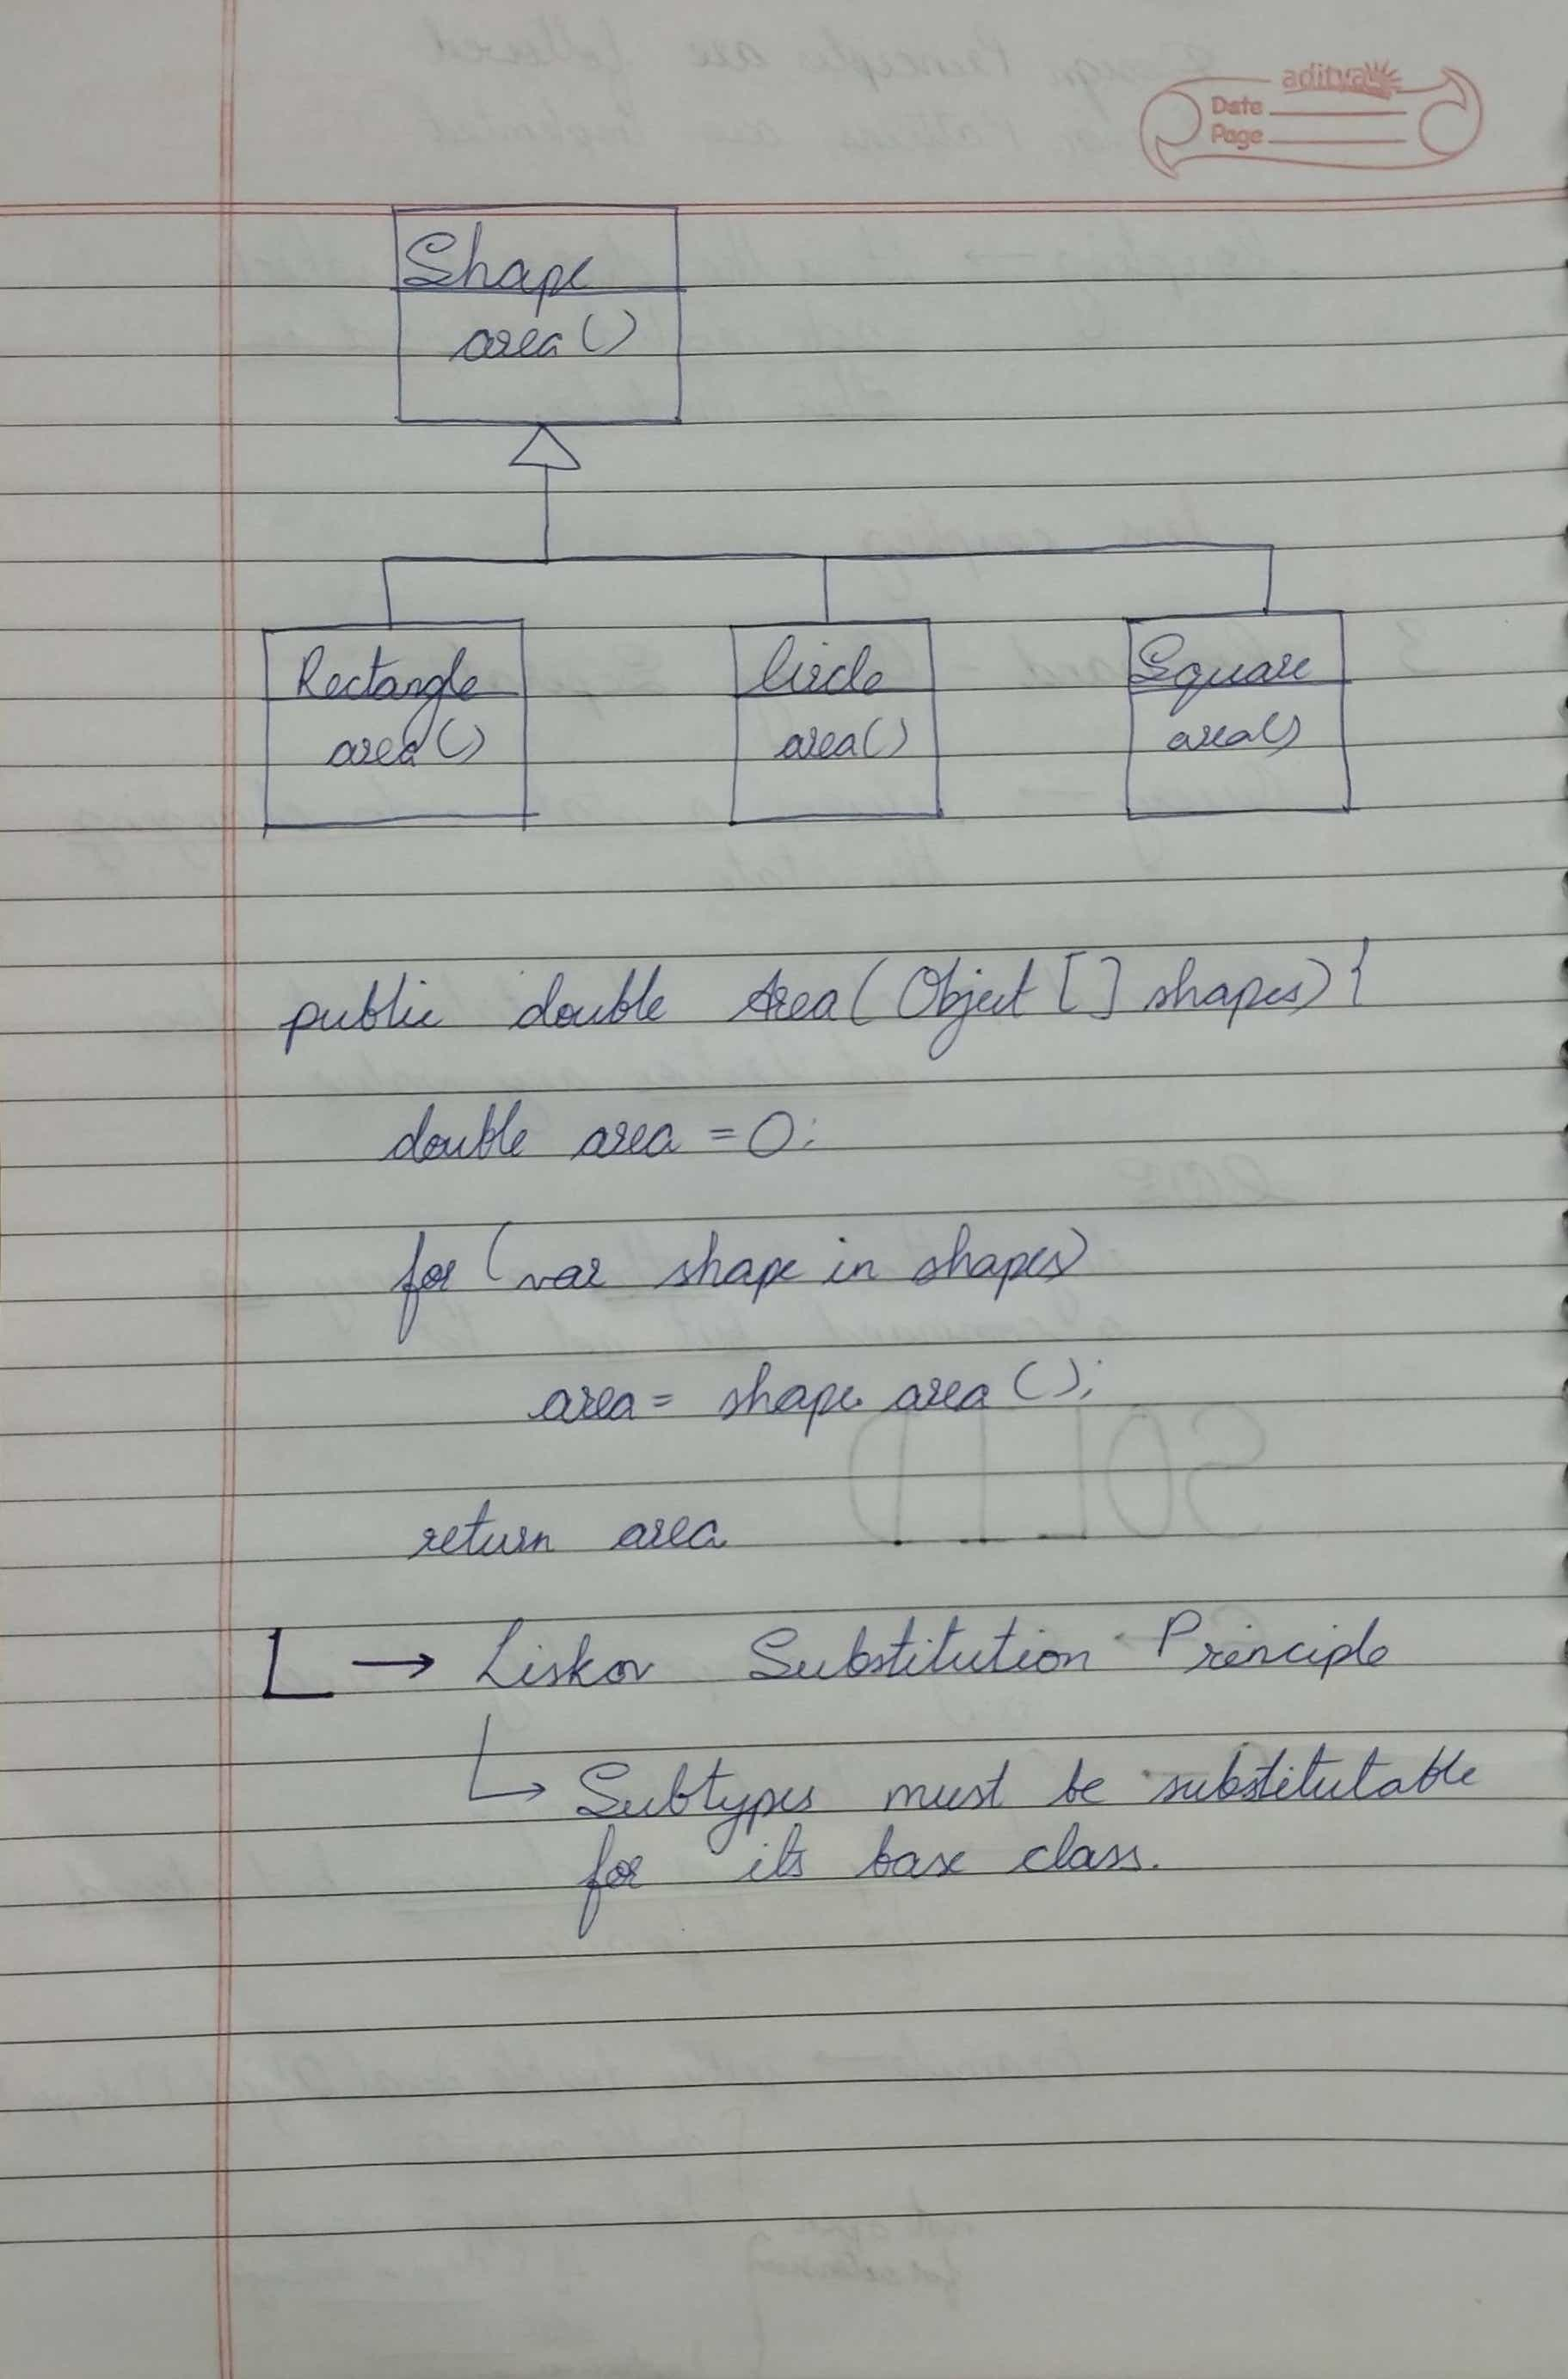 aditya
Date
Page
Shape
area()
Rectangle
area()
Circle
area()
Square
area()
public double Area(Object [] shapes){
double area = 0;
for (var shape in shapes)
area = shape. area ();
return area
L → Liskov Substitution Principle
↳ Subtypes must be substitutable
for its base class.